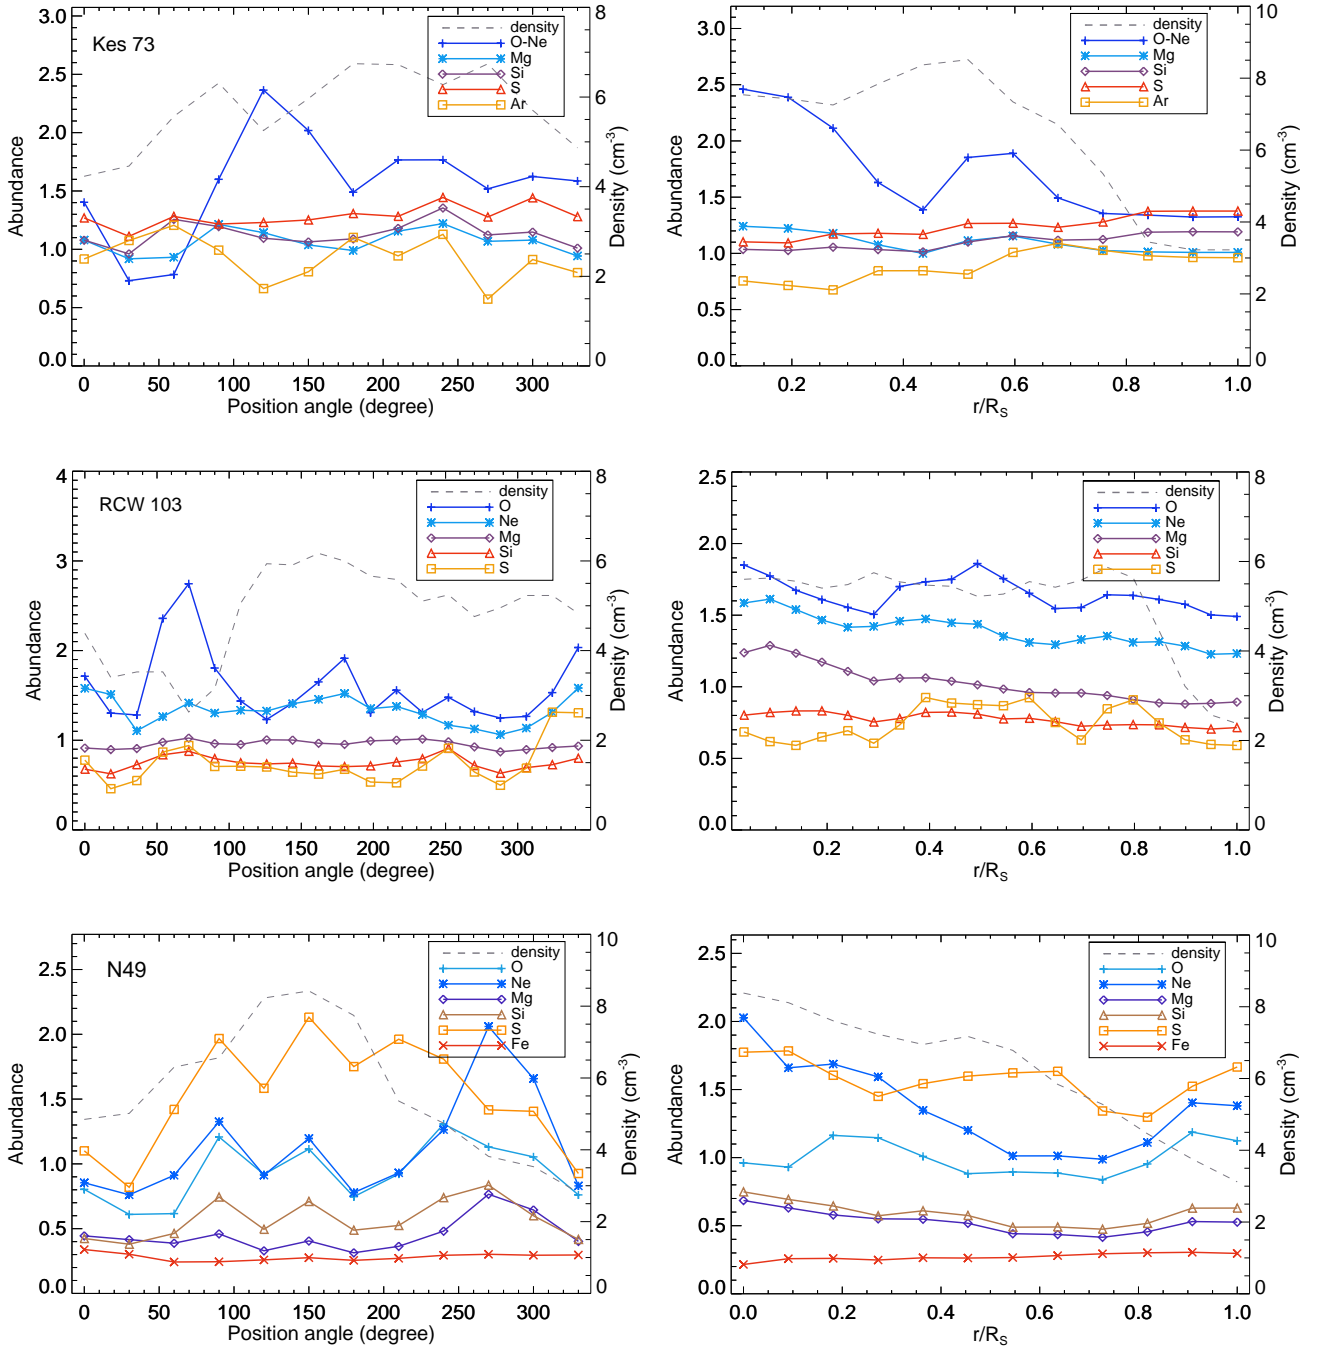 Kes 73
density
O-Ne
Mg
Si
S
Ar
3.0
2.5
2.0
1.5
1.0
0.5
0.0
Abundance
8
6
4
2
0
Density (cm-3)
0 50 100 150 200 250 300
Position angle (degree)
density
O-Ne
Mg
Si
S
Ar
3.0
2.5
2.0
1.5
1.0
0.5
0.0
Abundance
10
8
6
4
2
0
Density (cm-3)
0.2 0.4 0.6 0.8 1.0
r/RS
RCW 103
density
O
Ne
Mg
Si
S
4
3
2
1
0
Abundance
8
6
4
2
0
Density (cm-3)
0 50 100 150 200 250 300
Position angle (degree)
density
O
Ne
Mg
Si
S
2.5
2.0
1.5
1.0
0.5
0.0
Abundance
8
6
4
2
0
Density (cm-3)
0.2 0.4 0.6 0.8 1.0
r/RS
N49
density
O
Ne
Mg
Si
S
Fe
2.5
2.0
1.5
1.0
0.5
0.0
Abundance
10
8
6
4
2
0
Density (cm-3)
0 50 100 150 200 250 300
Position angle (degree)
density
O
Ne
Mg
Si
S
Fe
2.5
2.0
1.5
1.0
0.5
0.0
Abundance
10
8
6
4
2
0
Density (cm-3)
0.0 0.2 0.4 0.6 0.8 1.0
r/RS